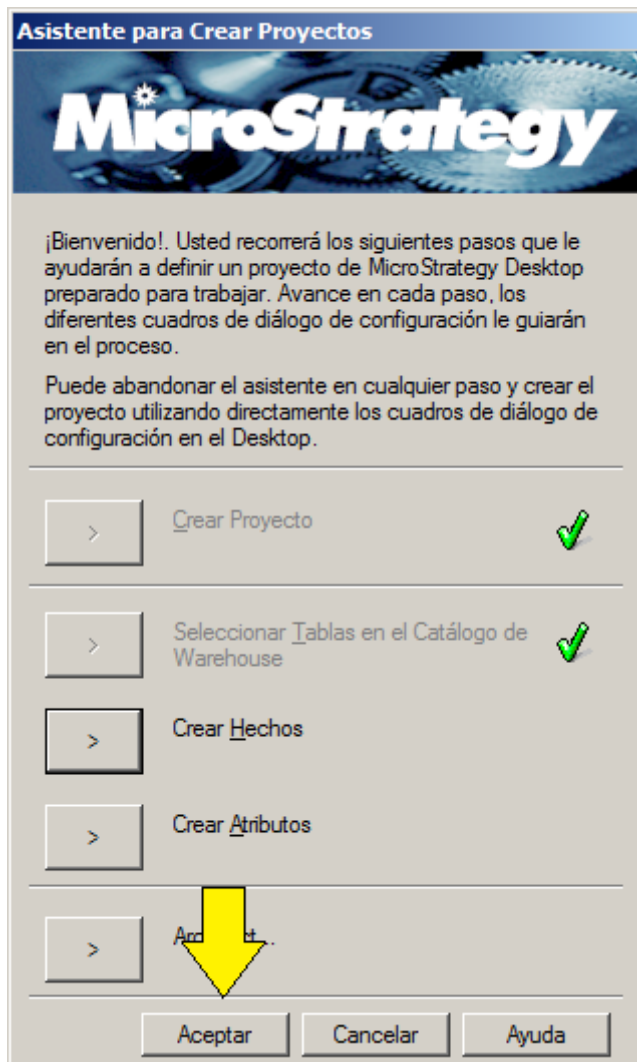 Asistente para Crear Proyectos
MicroStrategy
¡Bienvenido!. Usted recorrerá los siguientes pasos que le
ayudarán a definir un proyecto de MicroStrategy Desktop
preparado para trabajar. Avance en cada paso, los
diferentes cuadros de diálogo de configuración le guiarán
en el proceso.
Puede abandonar el asistente en cualquier paso y crear el
proyecto utilizando directamente los cuadros de diálogo de
configuración en el Desktop.
> Crear Proyecto
> Seleccionar Tablas en el Catálogo de
Warehouse
> Crear Hechos
> Crear Atributos
>
Aceptar Cancelar Ayuda